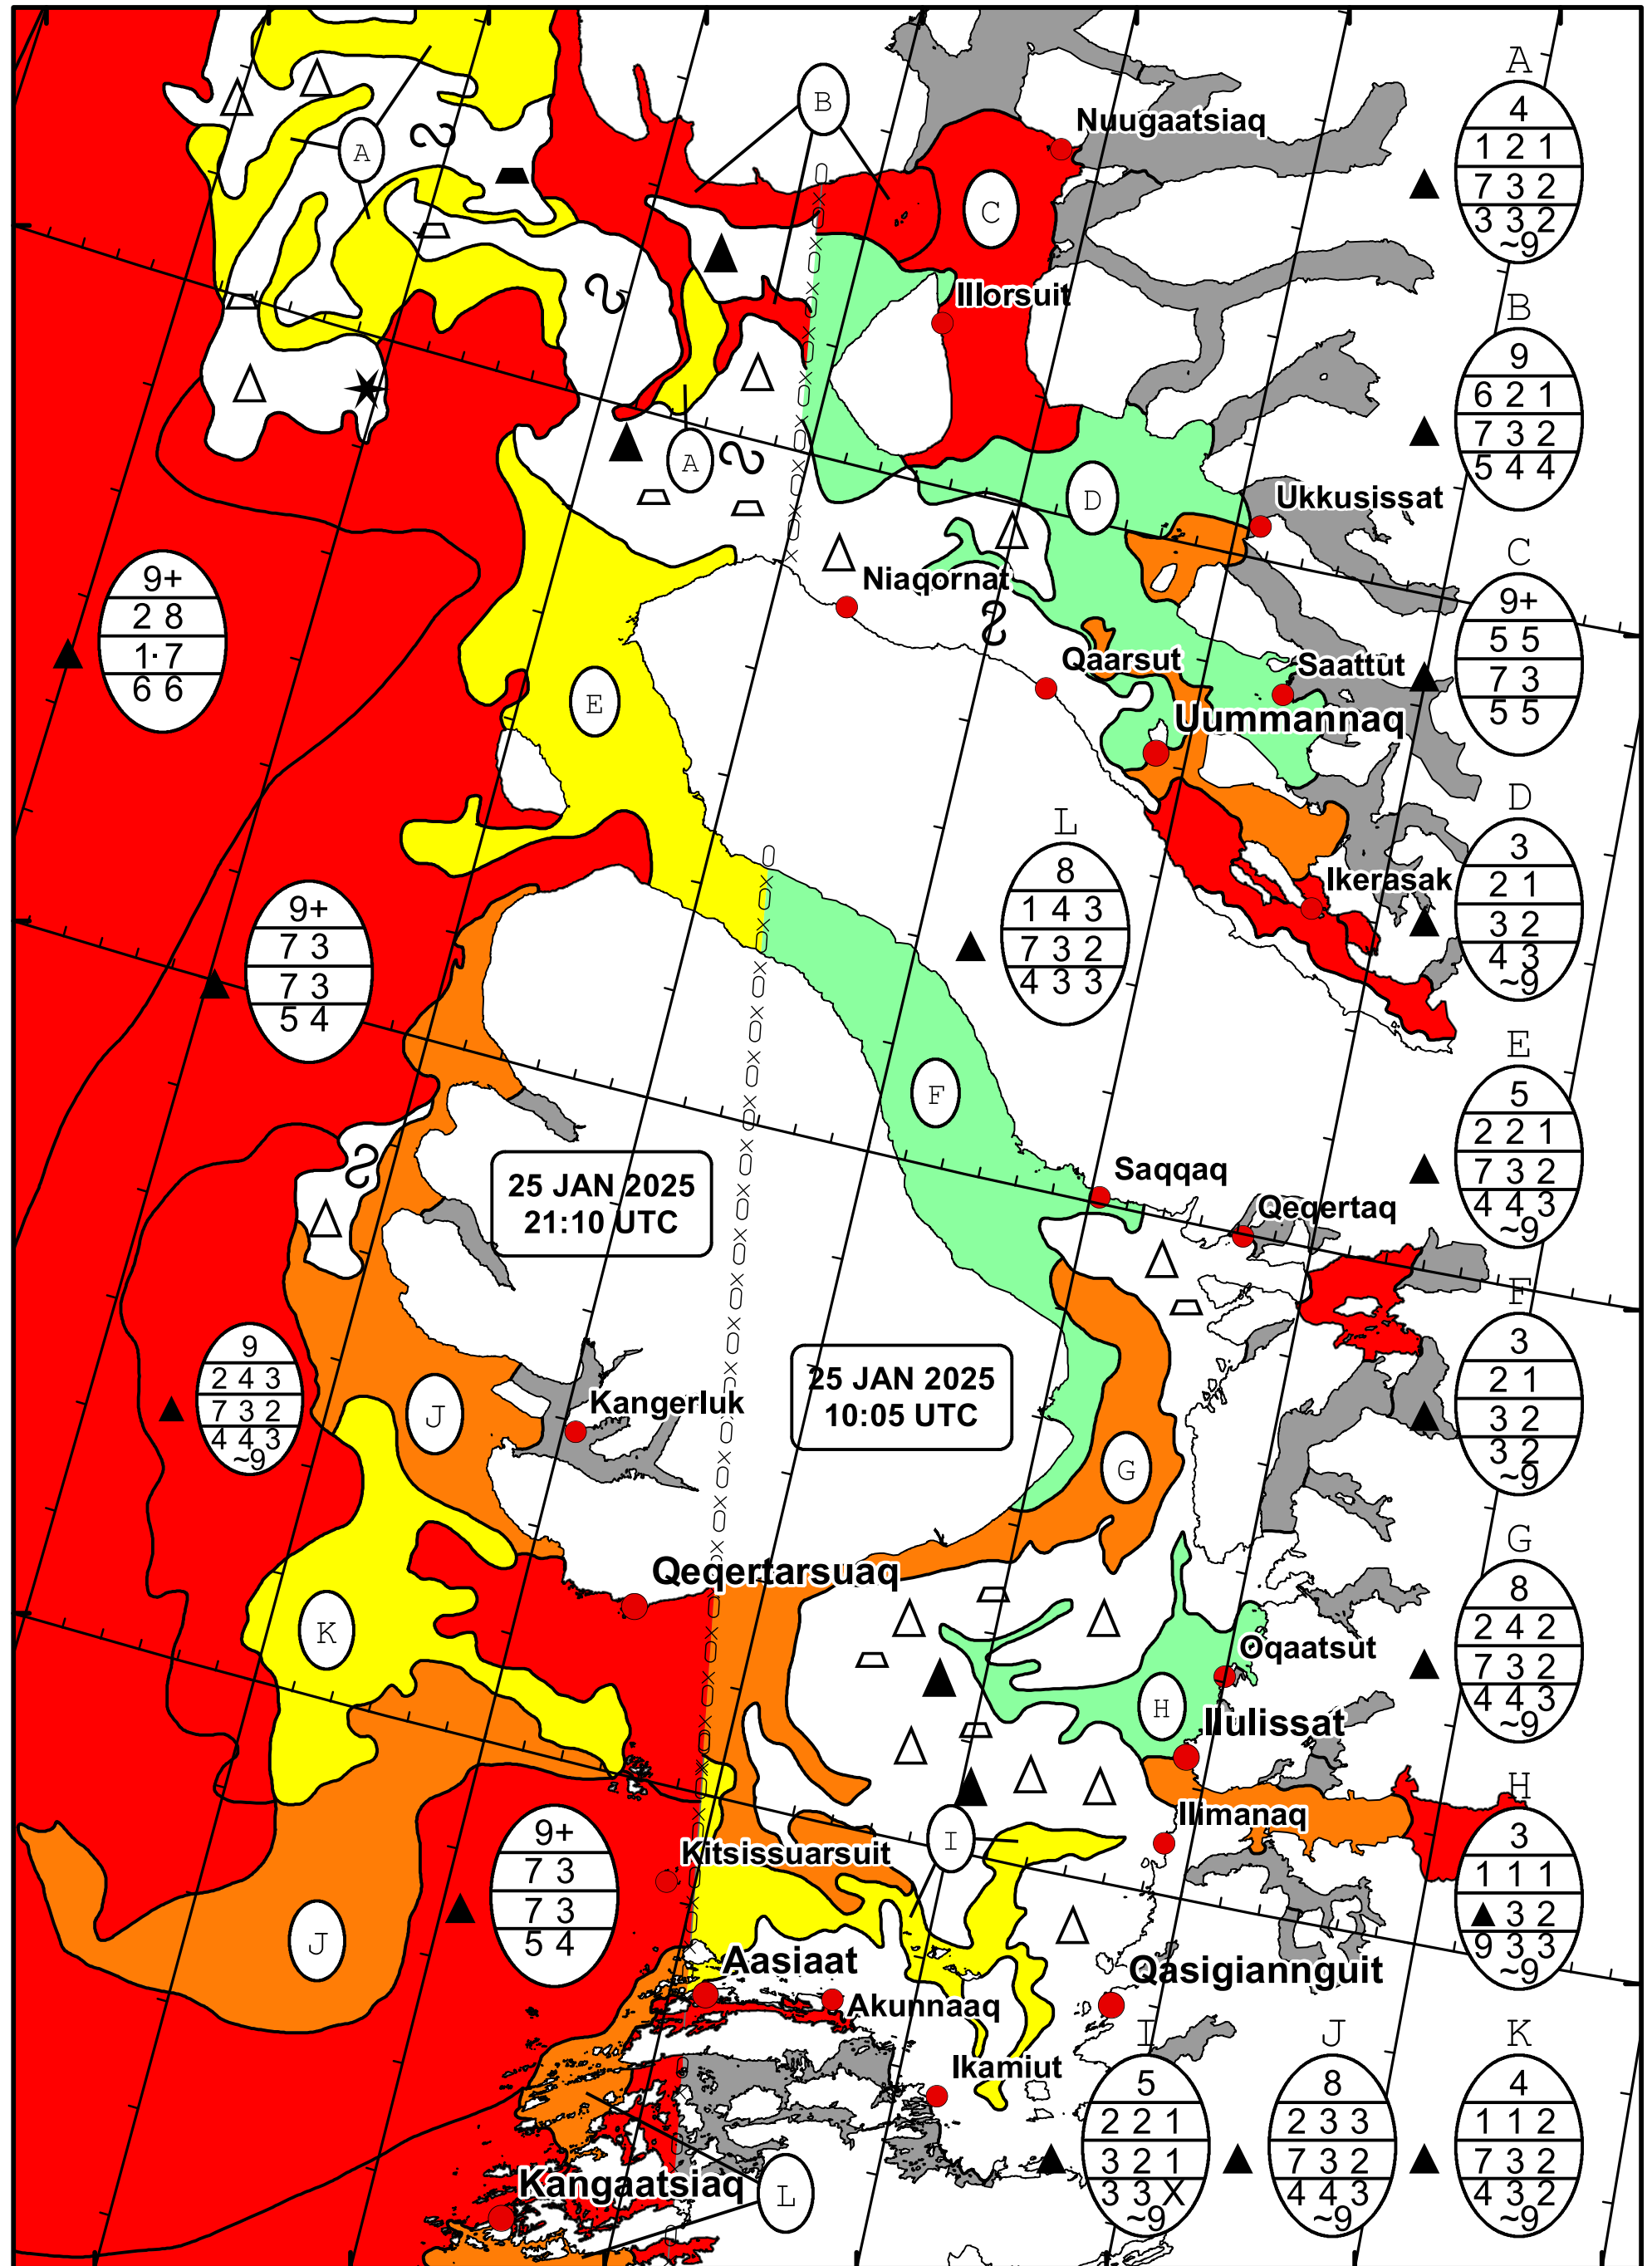 A
4
1 2 1
7 3 2
3 3 2
~9
B
A
Nuugaatsiaq
C
Illorsuit
B
9
6 2 1
7 3 2
5 4 4
A
D
Ukkusissat
9+
2 8
1· 7
6 6
Niaqornat
C
9+
5 5
7 3
5 5
E
Qaarsut
Saattut
Uummannaq
D
3
2 1
3 2
4 3
~9
L
8
1 4 3
7 3 2
4 3 3
Ikerasak
9+
7 3
7 3
5 4
E
5
2 2 1
7 3 2
4 4 3
~9
F
25 JAN 2025
21:10 UTC
Saqqaq
Qeqertaq
F
3
2 1
3 2
3 2
~9
9
2 4 3
7 3 2
4 4 3
~9
J
Kangerluk
25 JAN 2025
10:05 UTC
G
G
8
2 4 2
7 3 2
4 4 3
~9
Qeqertarsuaq
K
Oqaatsut
H
Ilulissat
H
3
1 1 1
▲ 3 2
9 3 3
~9
Ilimanaq
I
Kitsissuarsuit
9+
7 3
7 3
5 4
J
Aasiaat
Akunnaaq
Qasigiannguit
Ikamiut
I
5
2 2 1
3 2 1
3 3 X
~9
J
8
2 3 3
7 3 2
4 4 3
~9
K
4
1 1 2
7 3 2
4 3 2
~9
Kangaatsiaq
L